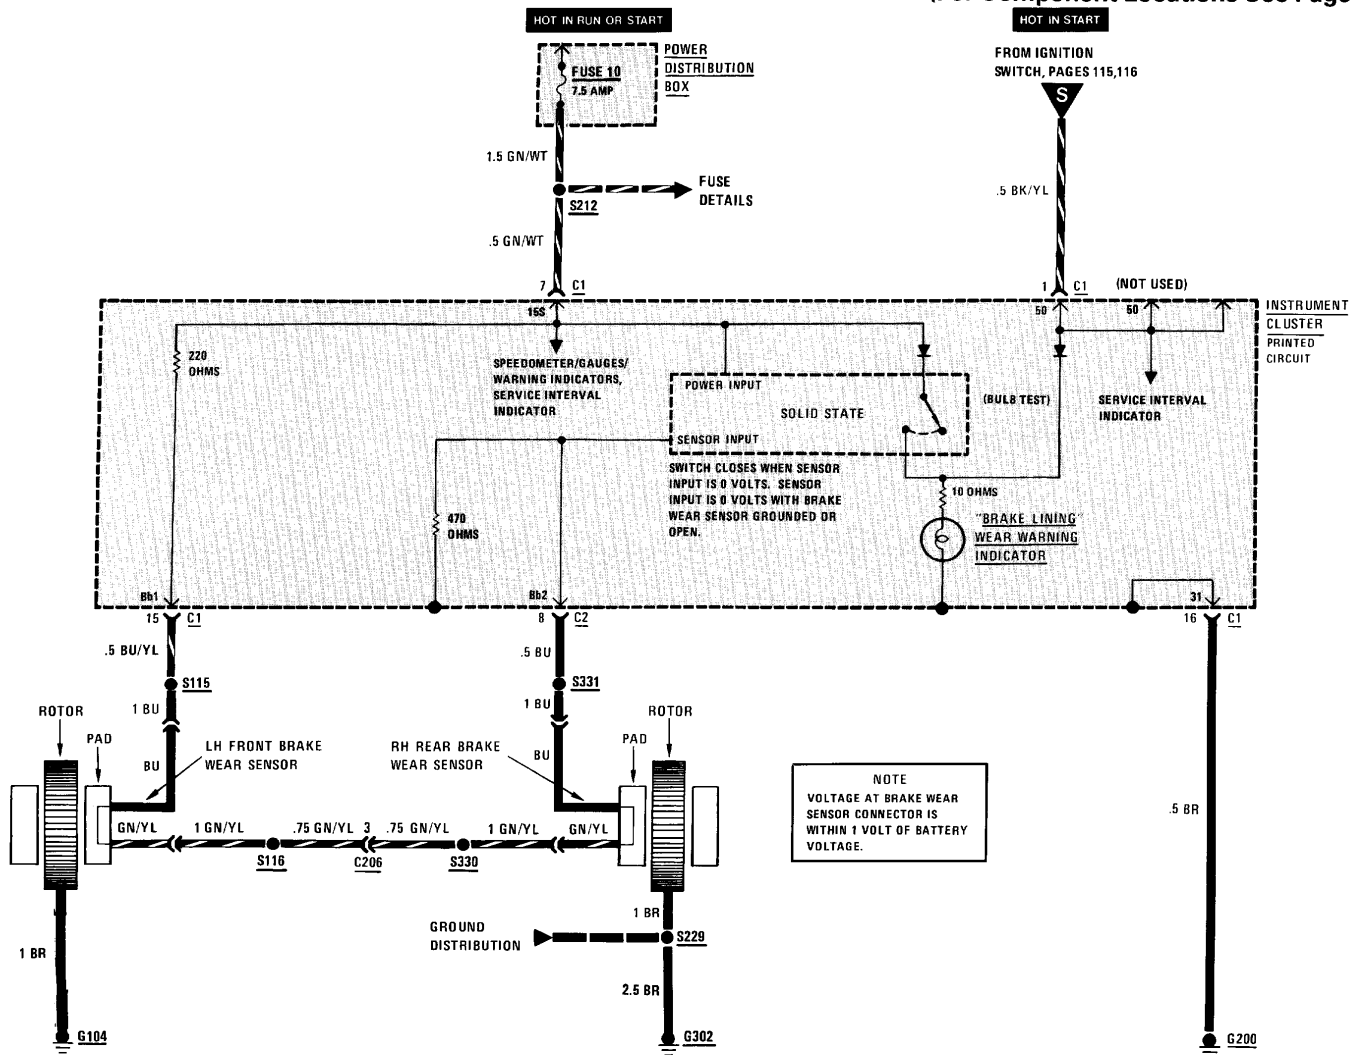 HOT IN RUN OR START
HOT IN START
POWER
DISTRIBUTION
BOX
FUSE 10
7.5 AMP
FROM IGNITION
SWITCH, PAGES 115,116
S
1.5 GN/WT
FUSE
DETAILS
S212
.5 BK/YL
.5 GN/WT
7 C1
1 C1
(NOT USED)
15S
50
50
INSTRUMENT
CLUSTER
PRINTED
CIRCUIT
220
OHMS
SPEEDOMETER/GAUGES/
WARNING INDICATORS,
SERVICE INTERVAL
INDICATOR
POWER INPUT
SOLID STATE
SENSOR INPUT
(BULB TEST)
SERVICE INTERVAL
INDICATOR
SWITCH CLOSES WHEN SENSOR
INPUT IS 0 VOLTS. SENSOR
INPUT IS 0 VOLTS WITH BRAKE
WEAR SENSOR GROUNDED OR
OPEN.
470
OHMS
10 OHMS
"BRAKE LINING"
WEAR WARNING
INDICATOR
Bb1
Bb2
31
15 C1
8 C2
16 C1
.5 BU/YL
.5 BU
S115
S331
1 BU
1 BU
ROTOR
PAD
LH FRONT BRAKE
WEAR SENSOR
BU
RH REAR BRAKE
WEAR SENSOR
BU
PAD
ROTOR
NOTE
VOLTAGE AT BRAKE WEAR
SENSOR CONNECTOR IS
WITHIN 1 VOLT OF BATTERY
VOLTAGE.
.5 BR
GN/YL 1 GN/YL .75 GN/YL 3 .75 GN/YL 1 GN/YL GN/YL
S116
C206
S330
1 BR
GROUND
DISTRIBUTION
S229
1 BR
2.5 BR
G104
G302
G200